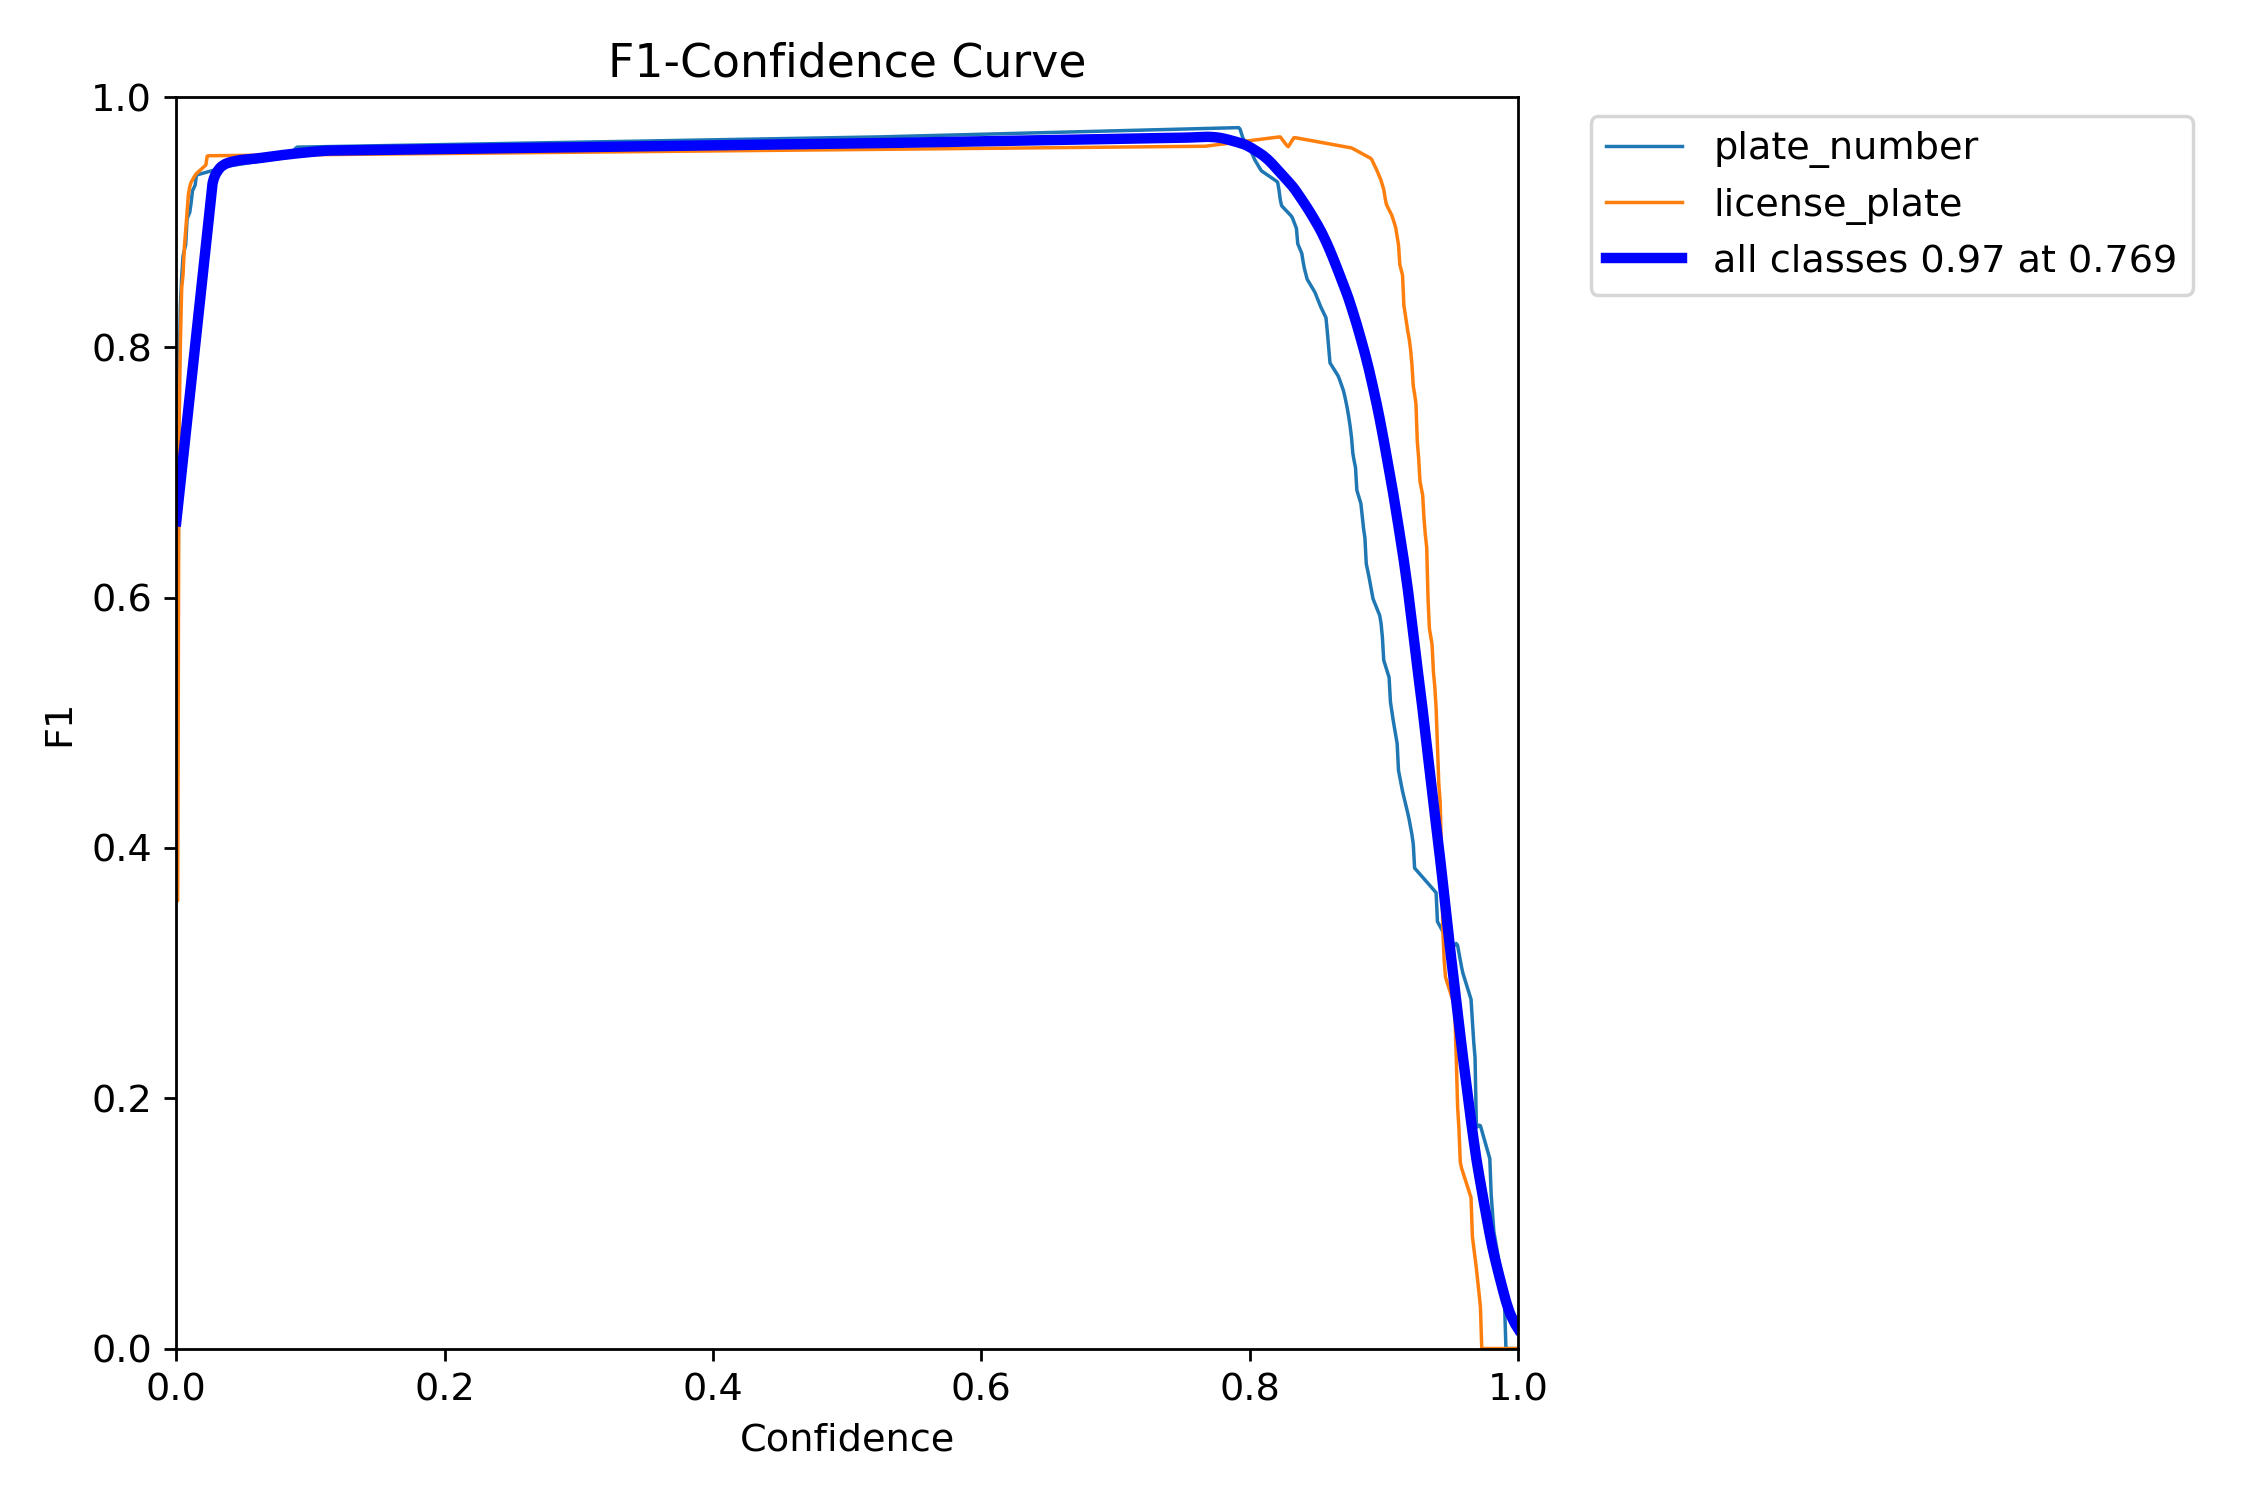 F1-Confidence Curve
plate_number
license_plate
all classes 0.97 at 0.769
1.0
0.8
0.6
0.4
0.2
0.0
F1
0.0 0.2 0.4 0.6 0.8 1.0
Confidence